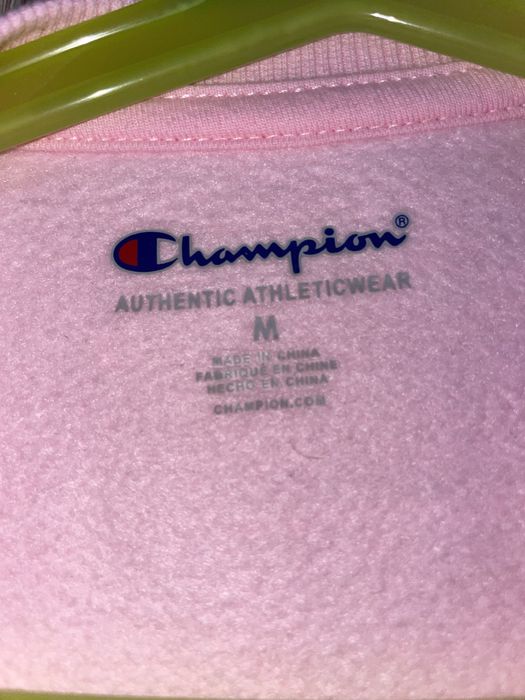 Champion®
AUTHENTIC ATHLETICWEAR
M
MADE IN CHINA
FABRIQUÉ EN CHINE
HECHO EN CHINA
CHAMPION.COM